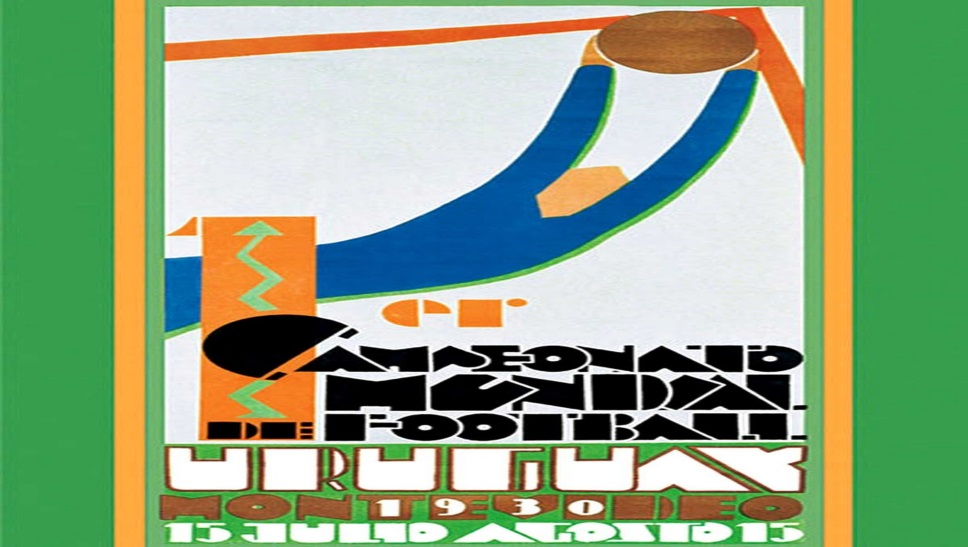 1er
CAMPEONATO
MUNDIAL
DE FOOTBALL
URUGUAY
MONTEVIDEO
1930
15 JULIO AGOSTO 15